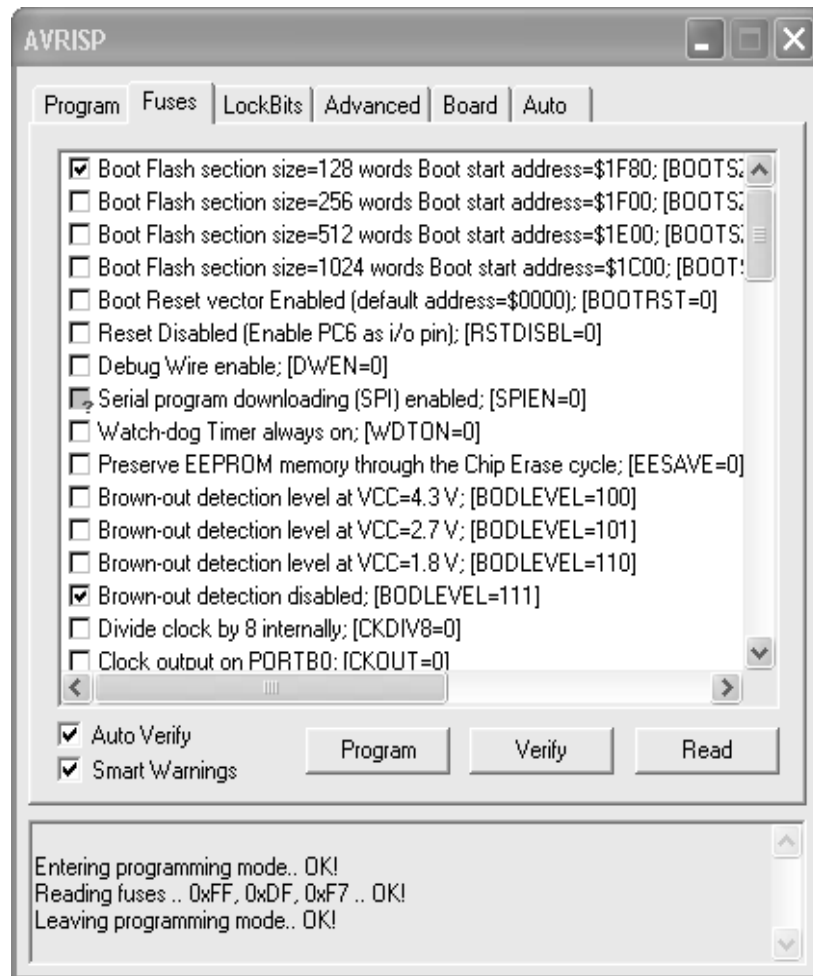 AVRISP
Program Fuses LockBits Advanced Board Auto
Boot Flash section size=128 words Boot start address=$1F80; [BOOTSZ
Boot Flash section size=256 words Boot start address=$1F00; [BOOTSZ
Boot Flash section size=512 words Boot start address=$1E00; [BOOTSZ
Boot Flash section size=1024 words Boot start address=$1C00; [BOOTS
Boot Reset vector Enabled (default address=$0000); [BOOTRST=0]
Reset Disabled (Enable PC6 as i/o pin); [RSTDISBL=0]
Debug Wire enable; [DWEN=0]
? Serial program downloading (SPI) enabled; [SPIEN=0]
Watch-dog Timer always on; [WDTON=0]
Preserve EEPROM memory through the Chip Erase cycle; [EESAVE=0]
Brown-out detection level at VCC=4.3 V; [BODLEVEL=100]
Brown-out detection level at VCC=2.7 V; [BODLEVEL=101]
Brown-out detection level at VCC=1.8 V; [BODLEVEL=110]
Brown-out detection disabled; [BODLEVEL=111]
Divide clock by 8 internally; [CKDIV8=0]
Clock output on PORTB0; [CKOUT=0]
Auto Verify
Smart Warnings
Program Verify Read
Entering programming mode.. OK!
Reading fuses .. 0xFF, 0xDF, 0xF7 .. OK!
Leaving programming mode.. OK!